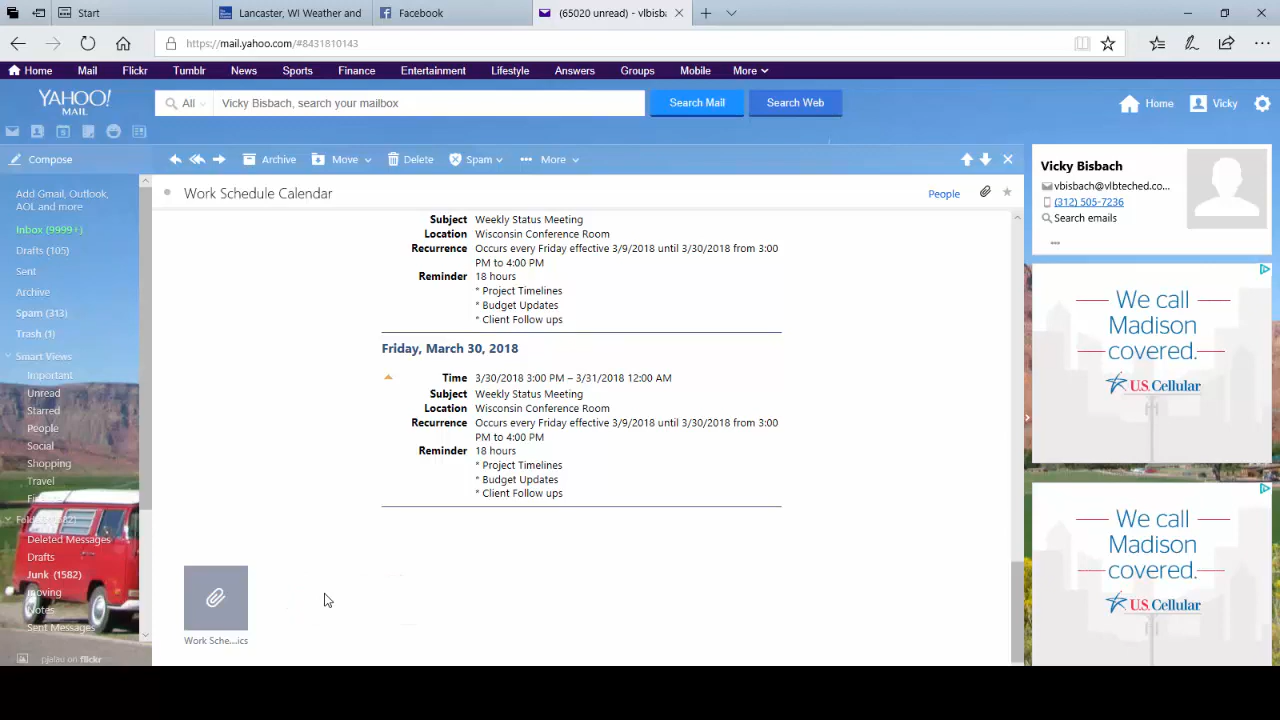 Start
Lancaster, WI Weather and
Facebook
(65020 unread) - vlbisba
https://mail.yahoo.com/#8431810143
Home Mail Flickr Tumblr News Sports Finance Entertainment Lifestyle Answers Groups Mobile More
YAHOO!
MAIL
All
Vicky Bisbach, search your mailbox
Search Mail
Search Web
Home
Vicky
Compose
Archive Move Delete Spam More
Add Gmail, Outlook,
AOL and more
Inbox (9999+)
Drafts (105)
Sent
Archive
Spam (313)
Trash (1)
Smart Views
Important
Unread
Starred
People
Social
Shopping
Travel
Deleted Messages
Drafts
Junk (1582)
moving
Notes
Sent Messages
on flickr
Work Schedule Calendar
People
Subject Weekly Status Meeting
Location Wisconsin Conference Room
Recurrence Occurs every Friday effective 3/9/2018 until 3/30/2018 from 3:00
PM to 4:00 PM
Reminder 18 hours
* Project Timelines
* Budget Updates
* Client Follow ups
Friday, March 30, 2018
Time 3/30/2018 3:00 PM – 3/31/2018 12:00 AM
Subject Weekly Status Meeting
Location Wisconsin Conference Room
Recurrence Occurs every Friday effective 3/9/2018 until 3/30/2018 from 3:00
PM to 4:00 PM
Reminder 18 hours
* Project Timelines
* Budget Updates
* Client Follow ups
Work Sche...ics
Vicky Bisbach
vbisbach@vlbteched.co...
(312) 505-7236
Search emails
We call
Madison
covered.
U.S. Cellular
We call
Madison
covered.
U.S. Cellular